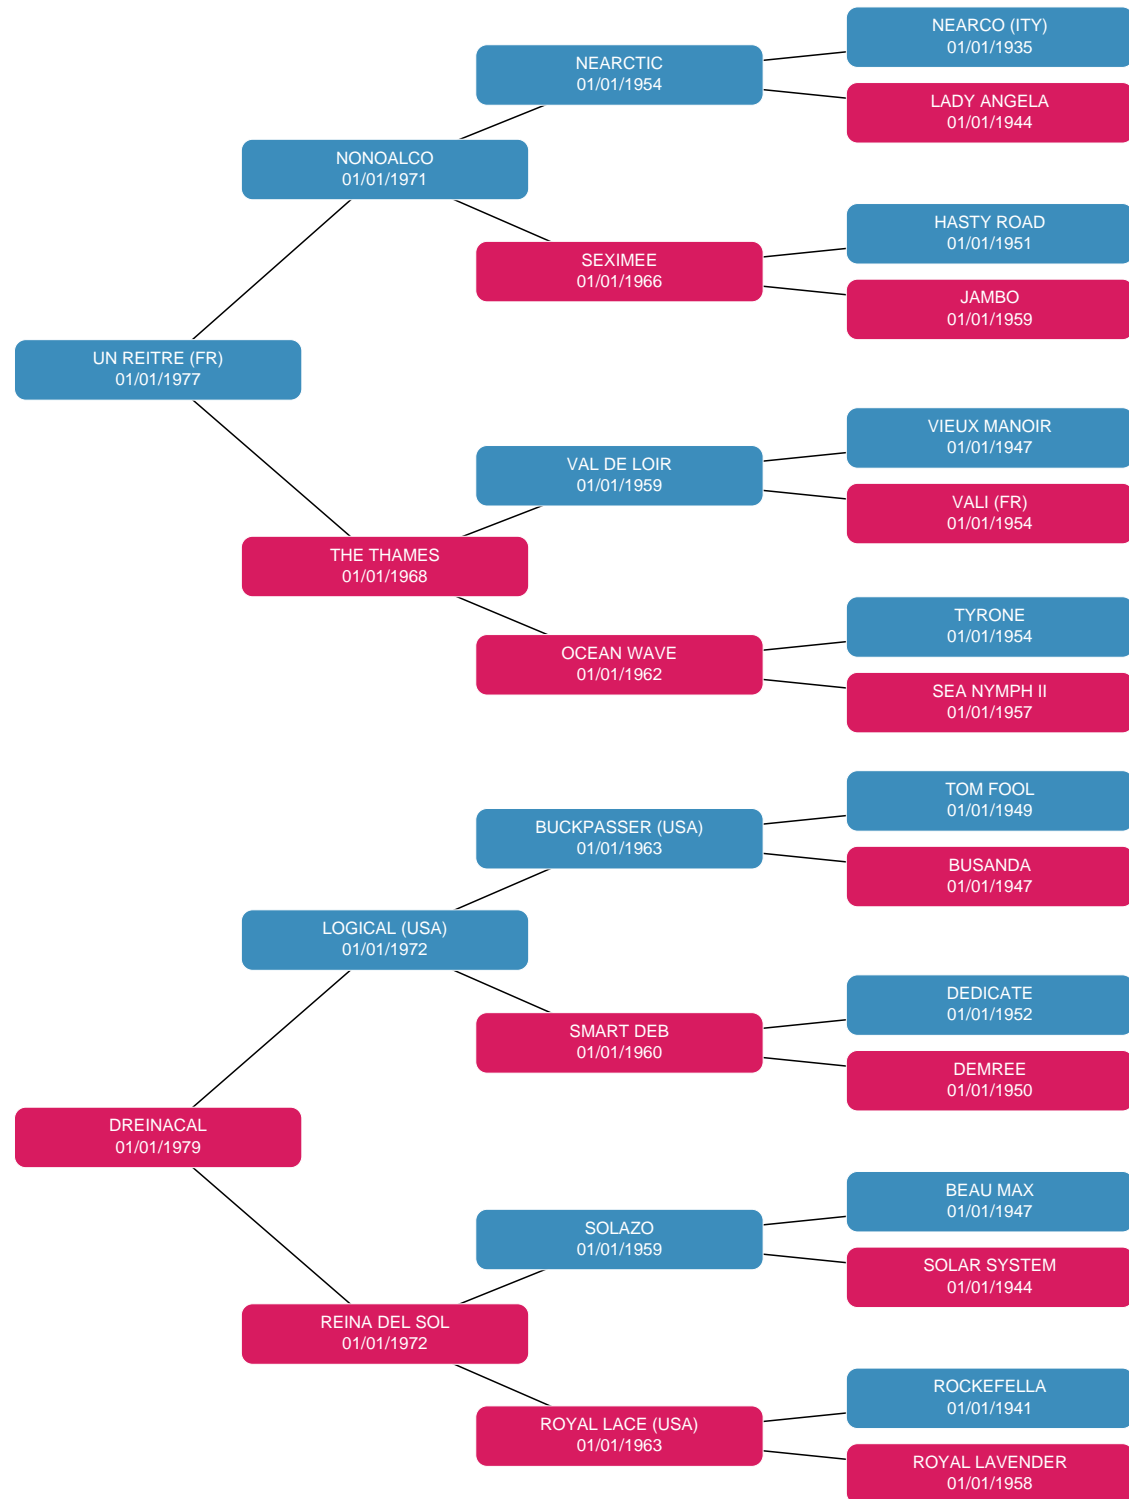 NEARCO (ITY)
01/01/1935
NEARCTIC
01/01/1954
LADY ANGELA
01/01/1944
NONOALCO
01/01/1971
HASTY ROAD
01/01/1951
SEXIMEE
01/01/1966
JAMBO
01/01/1959
UN REITRE (FR)
01/01/1977
VIEUX MANOIR
01/01/1947
VAL DE LOIR
01/01/1959
VALI (FR)
01/01/1954
THE THAMES
01/01/1968
TYRONE
01/01/1954
OCEAN WAVE
01/01/1962
SEA NYMPH II
01/01/1957
TOM FOOL
01/01/1949
BUCKPASSER (USA)
01/01/1963
BUSANDA
01/01/1947
LOGICAL (USA)
01/01/1972
DEDICATE
01/01/1952
SMART DEB
01/01/1960
DEMREE
01/01/1950
DREINACAL
01/01/1979
BEAU MAX
01/01/1947
SOLAZO
01/01/1959
SOLAR SYSTEM
01/01/1944
REINA DEL SOL
01/01/1972
ROCKEFELLA
01/01/1941
ROYAL LACE (USA)
01/01/1963
ROYAL LAVENDER
01/01/1958